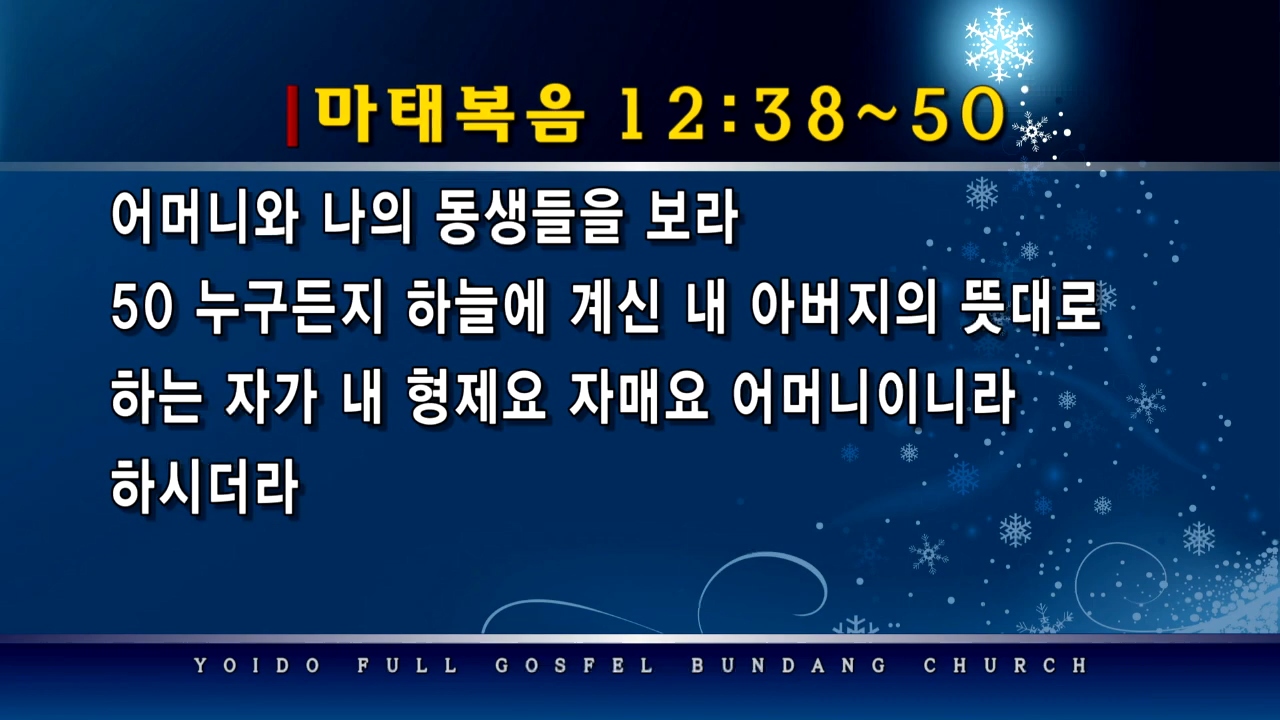 마태복음 12:38~50
어머니와 나의 동생들을 보라
50 누구든지 하늘에 계신 내 아버지의 뜻대로
하는 자가 내 형제요 자매요 어머니이니라
하시더라
YOIDO FULL GOSFEL BUNDANG CHURCH